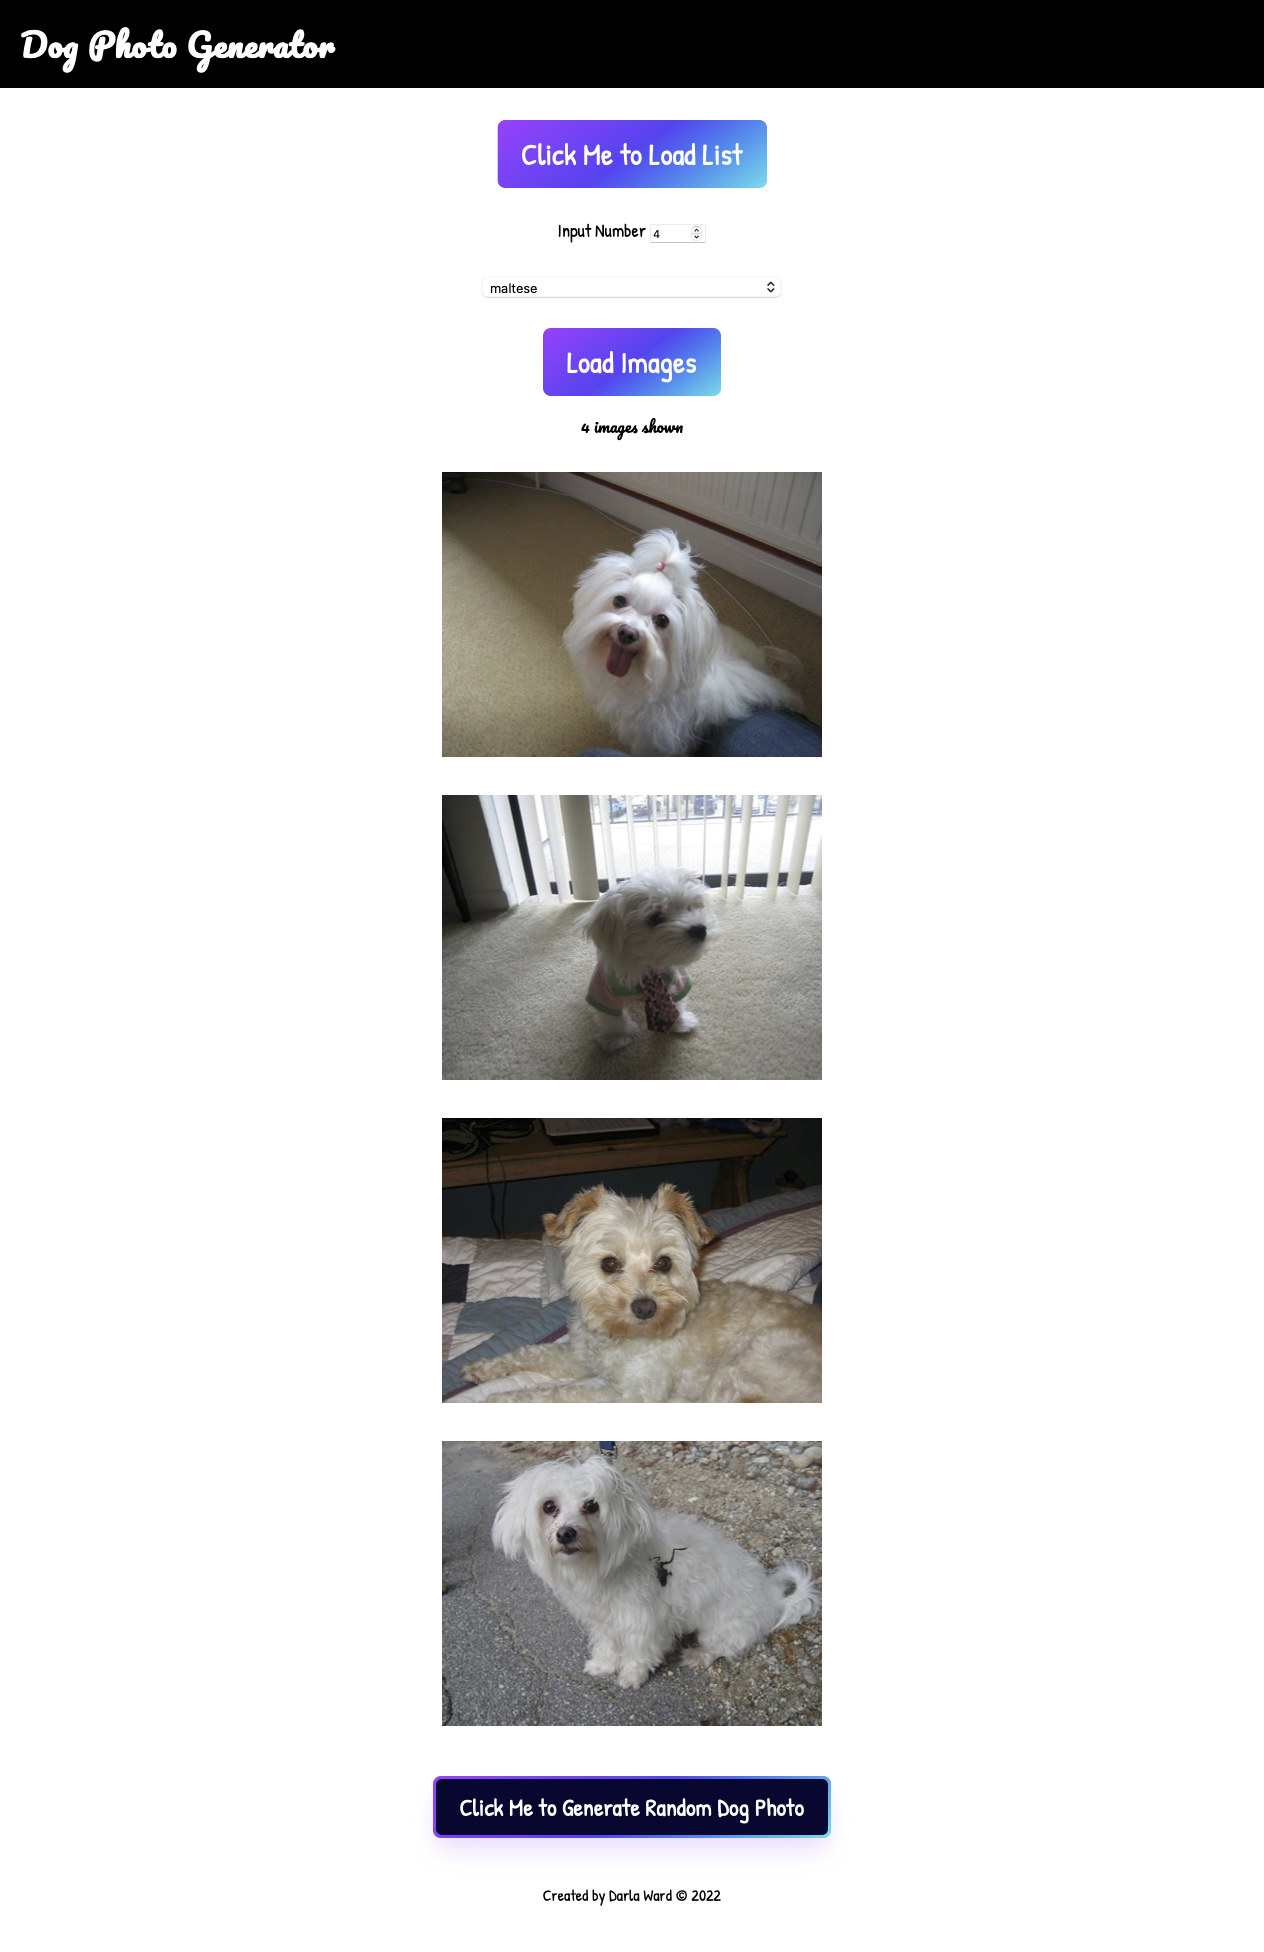 Dog Photo Generator
Click Me to Load List
Input Number 4
maltese
Load Images
4 images shown
Click Me to Generate Random Dog Photo
Created by Darla Ward © 2022